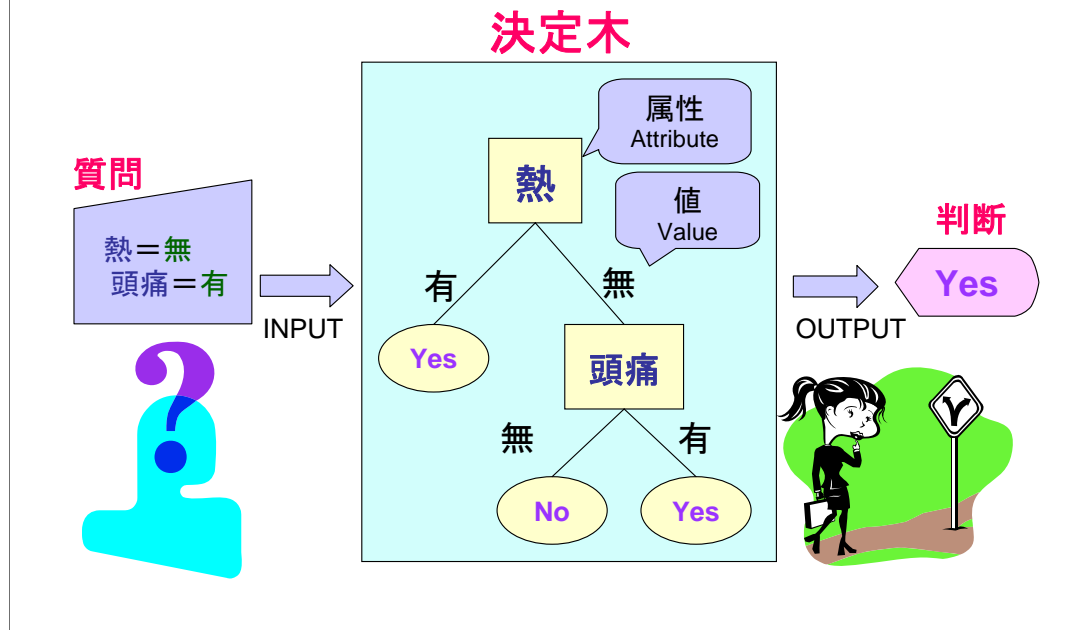 決定木
質問
熱＝無
頭痛＝有
INPUT
属性
Attribute
熱
値
Value
有
無
Yes
頭痛
無
有
No
Yes
OUTPUT
判断
Yes
?